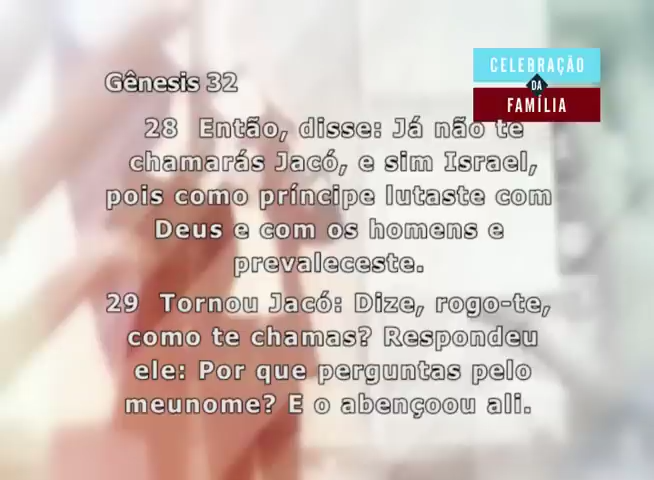 CELEBRAÇÃO
DA
FAMÍLIA
Gênesis 32
28 Então, disse: Já não te
chamarás Jacó, e sim Israel,
pois como príncipe lutaste com
Deus e com os homens e
prevaleceste.
29 Tornou Jacó: Dize, rogo-te,
como te chamas? Respondeu
ele: Por que perguntas pelo
meunome? E o abençoou ali.